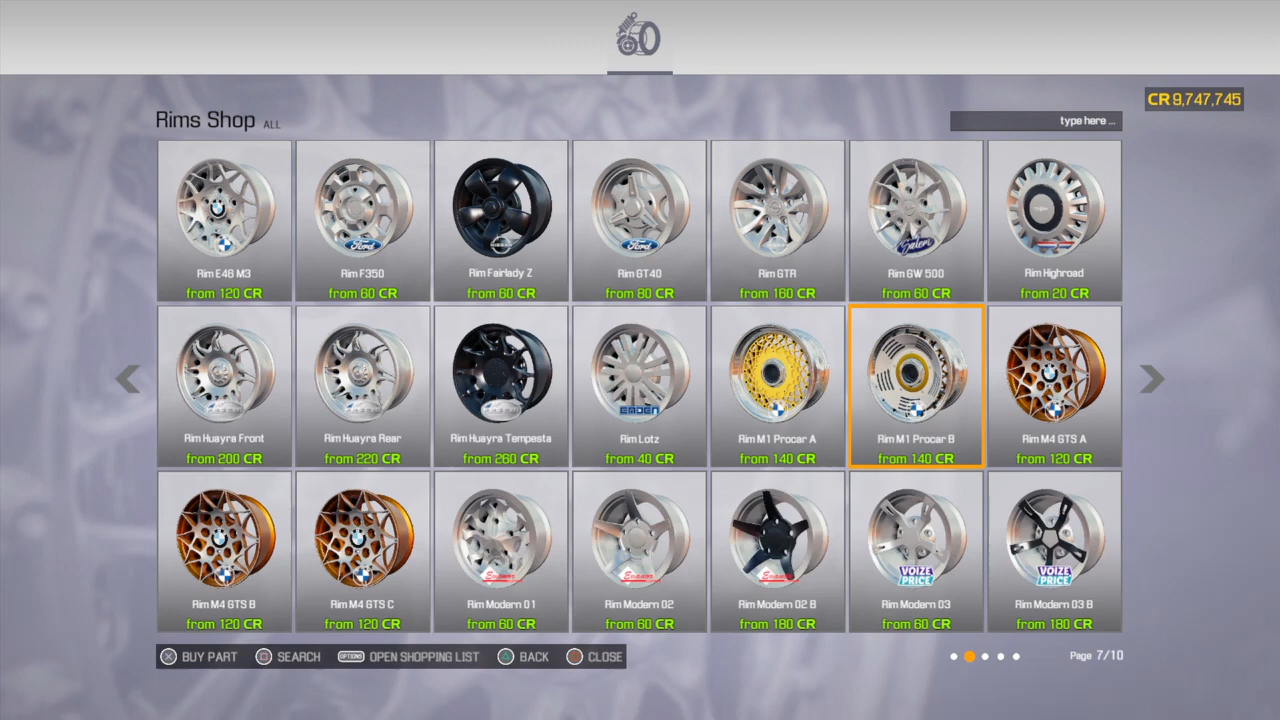 CR 9,747,745
Rims Shop ALL
type here ...
Ford
Ford
Rim E46 M3
Rim F350
Rim Fairlady Z
Rim GT40
Rim GTR
Rim GW 500
Rim Highroad
from 120 CR
from 60 CR
from 60 CR
from 80 CR
from 160 CR
from 60 CR
from 20 CR
EMDEN
Rim Huayra Front
Rim Huayra Rear
Rim Huayra Tempesta
Rim Lotz
Rim M1 Procar A
Rim M1 Procar B
Rim M4 GTS A
from 200 CR
from 220 CR
from 260 CR
from 40 CR
from 140 CR
from 140 CR
from 120 CR
VOIZE
PRICE
VOIZE
PRICE
Rim M4 GTS B
Rim M4 GTS C
Rim Modern 01
Rim Modern 02
Rim Modern 02 B
Rim Modern 03
Rim Modern 03 B
from 120 CR
from 120 CR
from 60 CR
from 60 CR
from 180 CR
from 60 CR
from 180 CR
BUY PART
SEARCH
OPTIONS OPEN SHOPPING LIST
BACK
CLOSE
Page 7/10